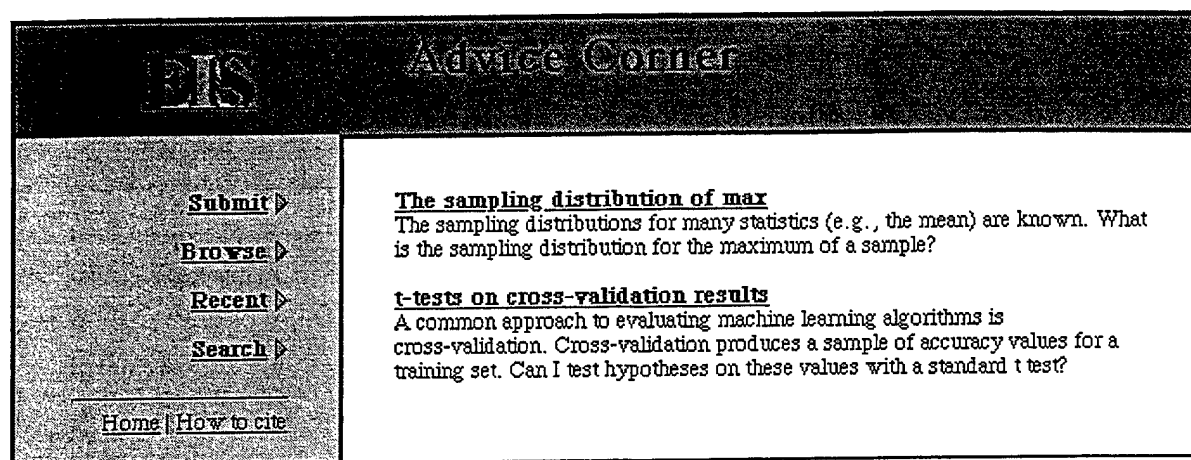 EIS
Advice Corner
Submit
Browse
Recent
Search
Home | How to cite
The sampling distribution of max
The sampling distributions for many statistics (e.g., the mean) are known. What
is the sampling distribution for the maximum of a sample?
t-tests on cross-validation results
A common approach to evaluating machine learning algorithms is
cross-validation. Cross-validation produces a sample of accuracy values for a
training set. Can I test hypotheses on these values with a standard t test?